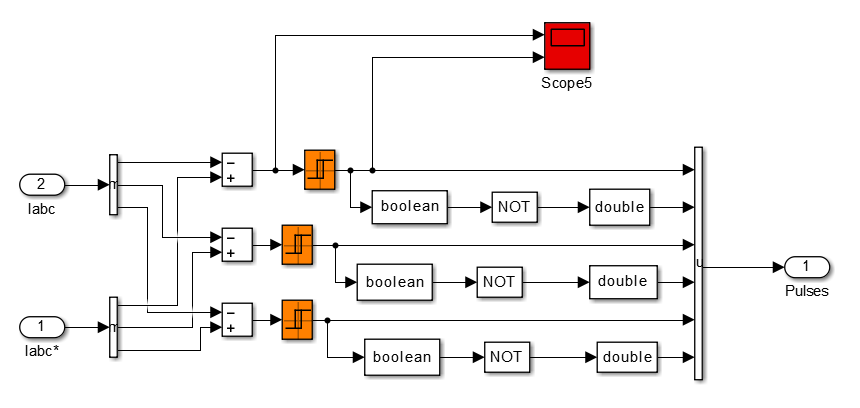 Scope5
2
Iabc
−
+
boolean
NOT
double
−
+
boolean
NOT
double
1
Pulses
−
+
1
Iabc*
boolean
NOT
double